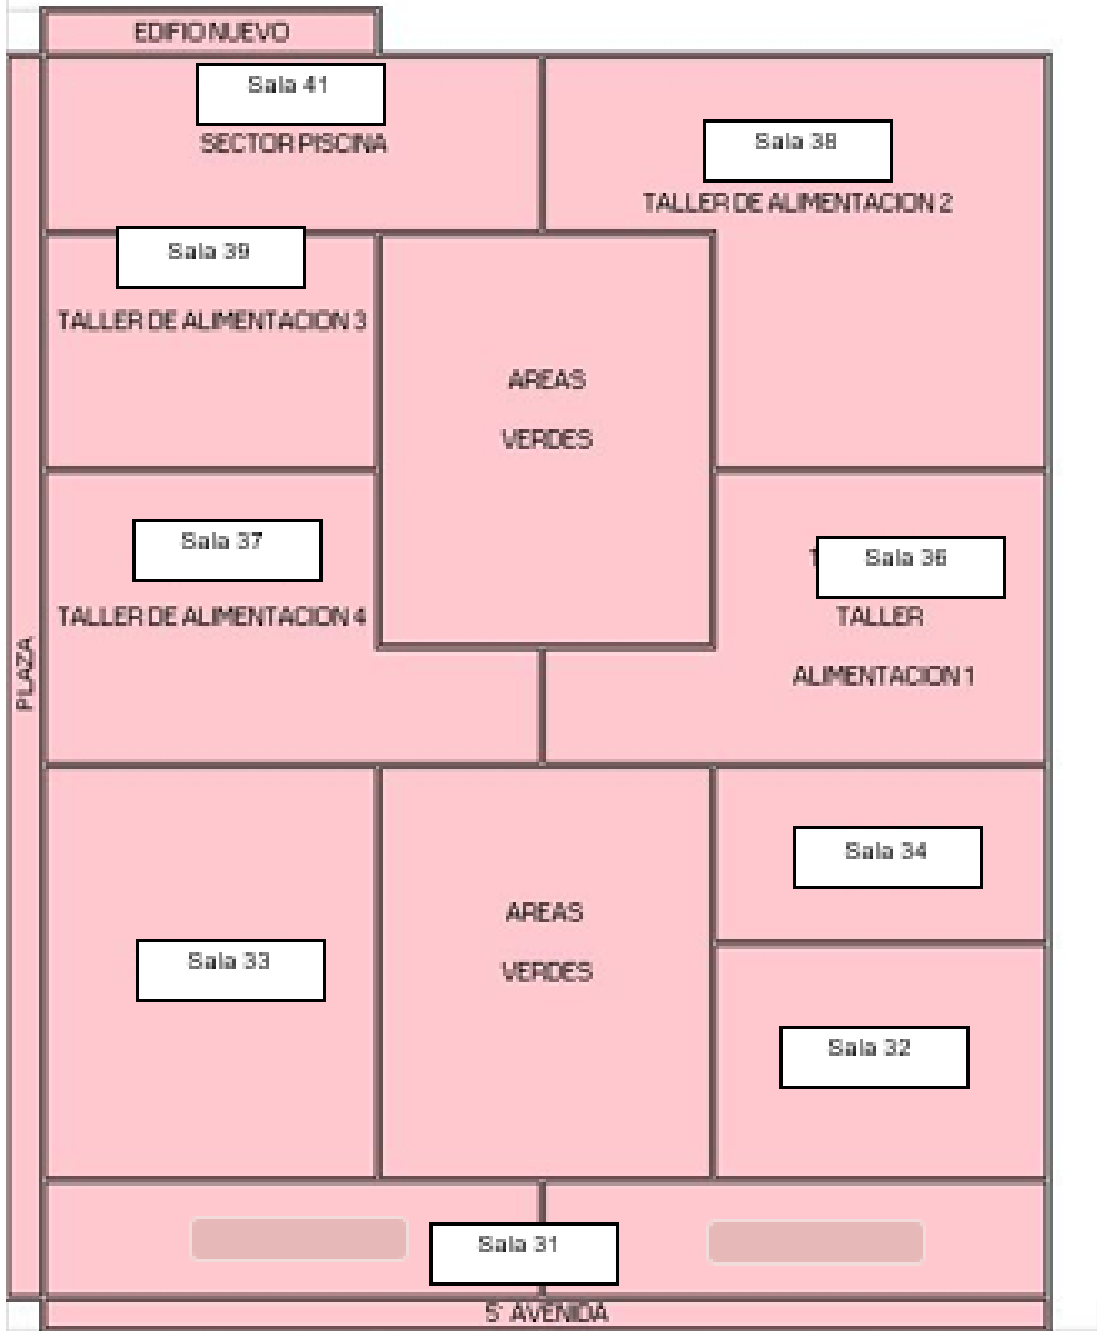 EDIFIO NUEVO
Sala 41
SECTOR PISCINA
Sala 38
TALLER DE ALIMENTACION 2
Sala 39
TALLER DE ALIMENTACION 3
AREAS
VERDES
Sala 37
TALLER DE ALIMENTACION 4
Sala 36
TALLER
ALIMENTACION 1
PLAZA
Sala 34
AREAS
VERDES
Sala 33
Sala 32
Sala 31
5' AVENIDA